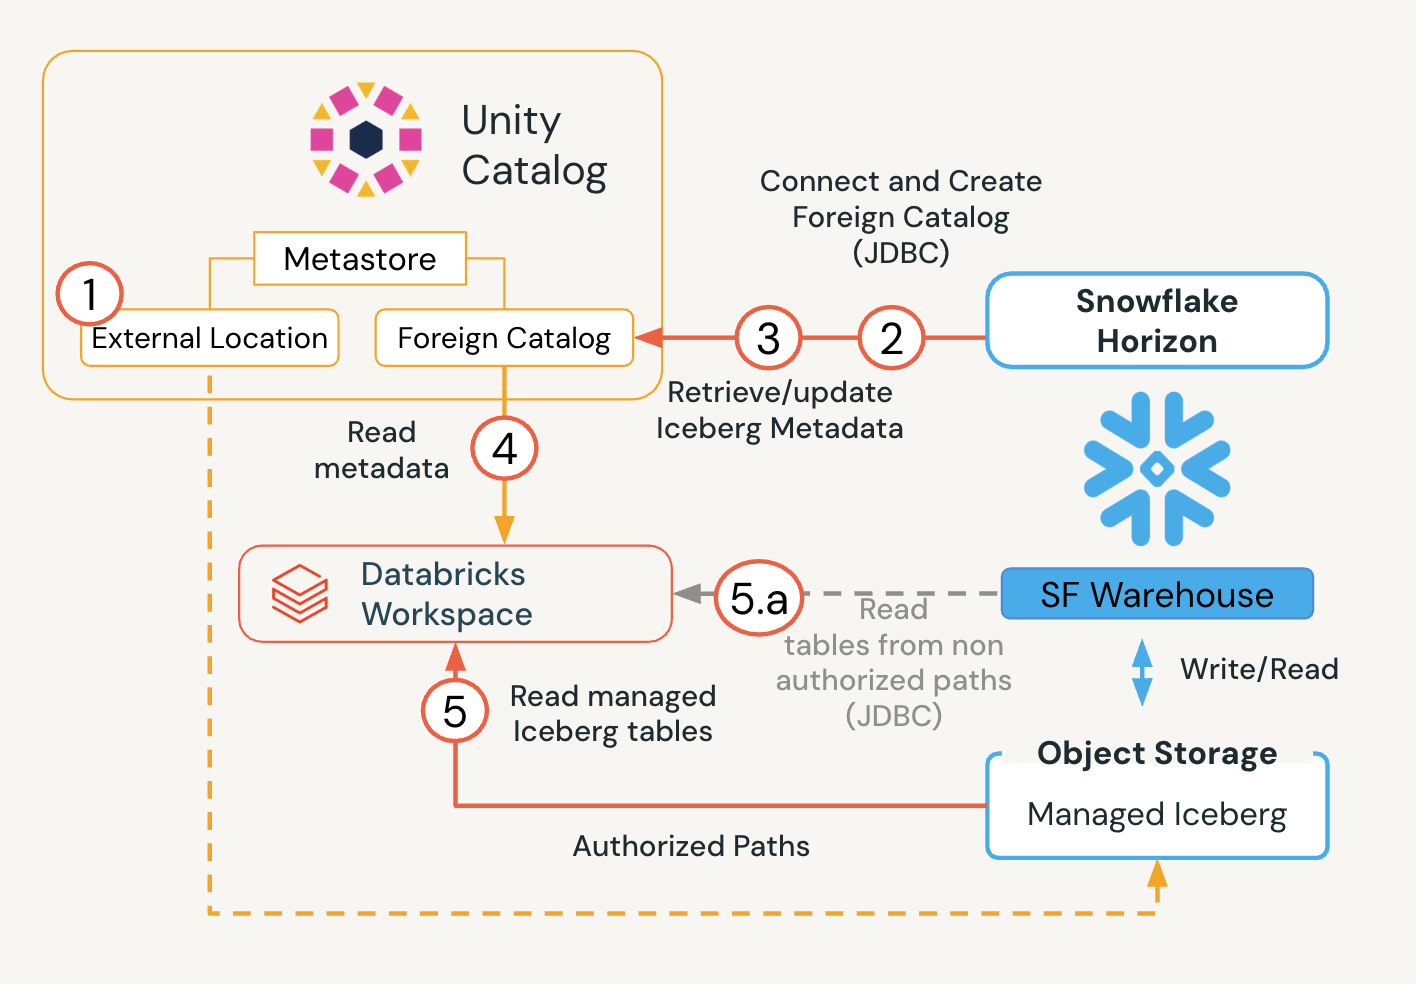 Unity
Catalog
Metastore
1
External Location
Foreign Catalog
Connect and Create
Foreign Catalog
(JDBC)
3
2
Snowflake
Horizon
Retrieve/update
Iceberg Metadata
Read
metadata
4
Databricks
Workspace
5.a
Read
tables from non
authorized paths
(JDBC)
SF Warehouse
Write/Read
5
Read managed
Iceberg tables
Object Storage
Managed Iceberg
Authorized Paths